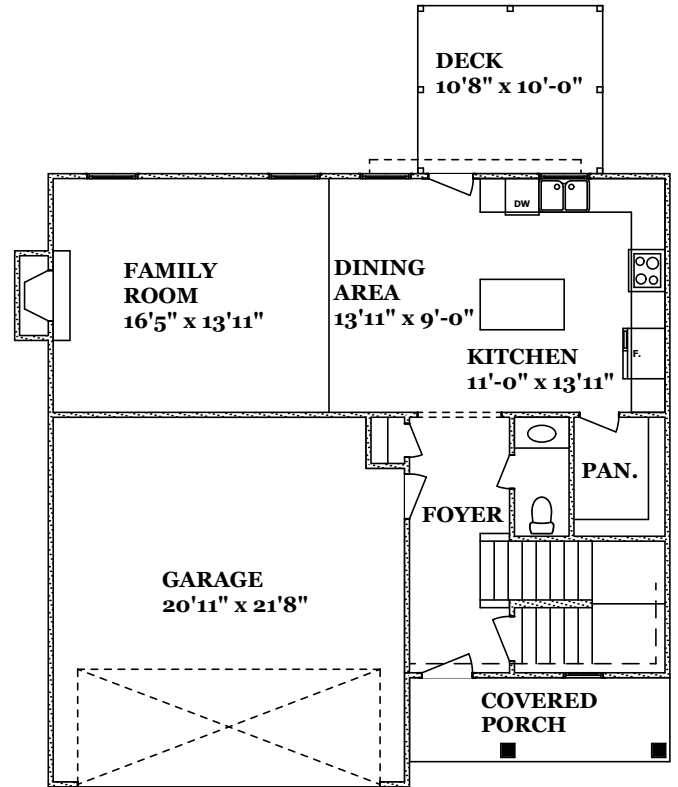 DECK
10'8" x 10'-0"
DW
FAMILY
ROOM
16'5" x 13'11"
DINING
AREA
13'11" x 9'-0"
F.
KITCHEN
11'-0" x 13'11"
PAN.
FOYER
GARAGE
20'11" x 21'8"
COVERED
PORCH